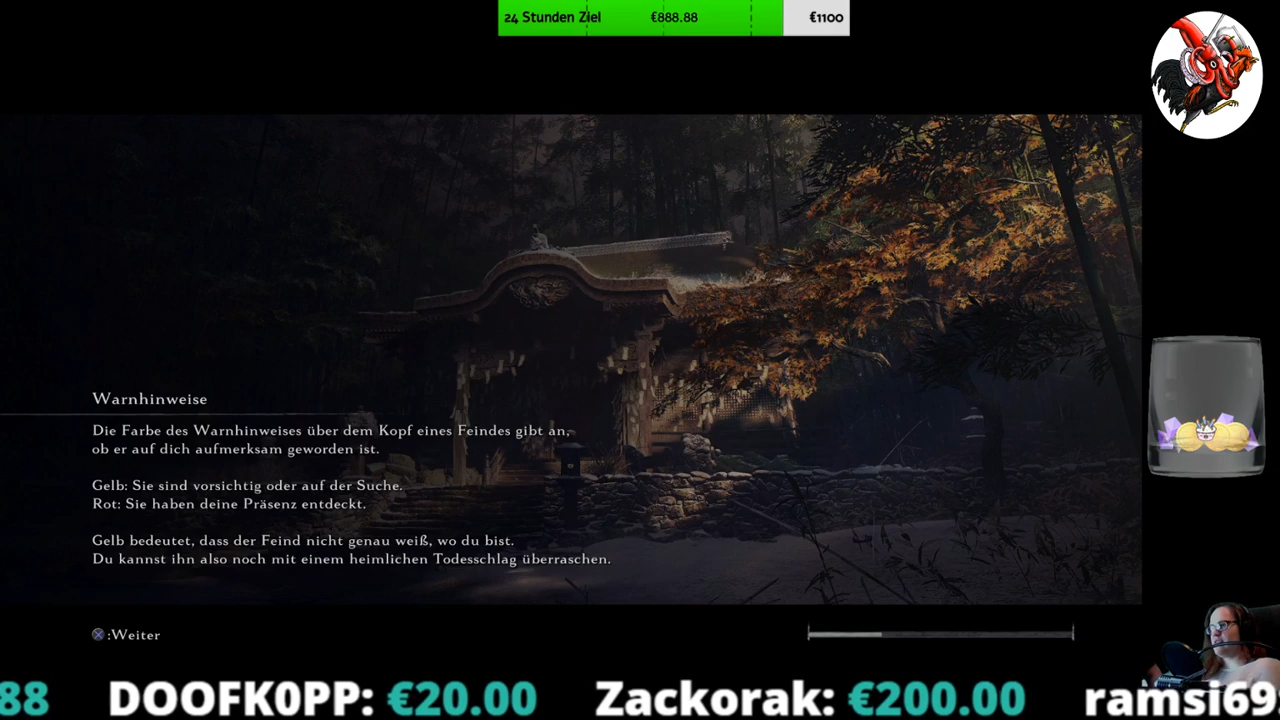 24 Stunden Ziel €888.88 €1100
Warnhinweise
Die Farbe des Warnhinweises über dem Kopf eines Feindes gibt an,
ob er auf dich aufmerksam geworden ist.
Gelb: Sie sind vorsichtig oder auf der Suche.
Rot: Sie haben deine Präsenz entdeckt.
Gelb bedeutet, dass der Feind nicht genau weiß, wo du bist.
Du kannst ihn also noch mit einem heimlichen Todesschlag überraschen.
:Weiter
88 DOOFK0PP: €20.00 Zackorak: €200.00 ramsi69